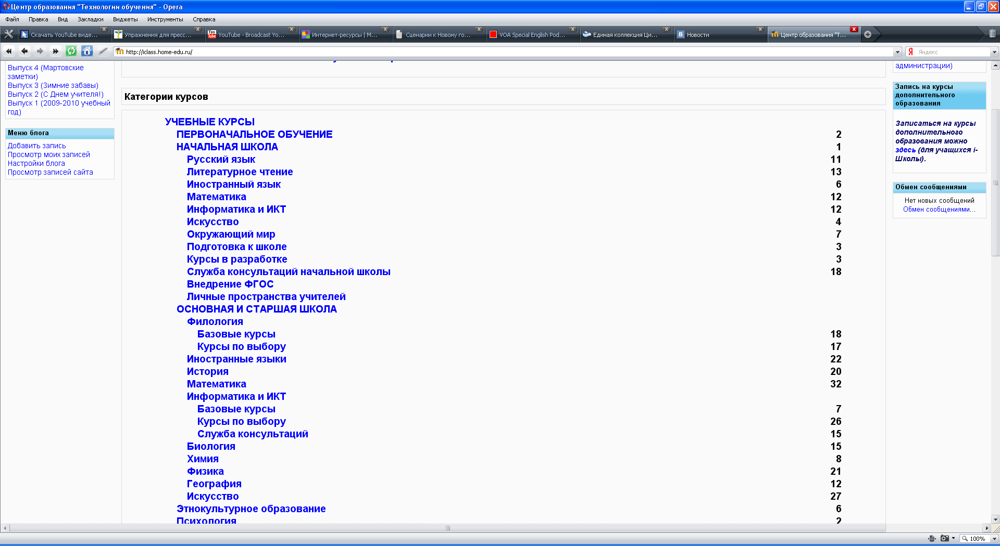 Центр образования "Технологии обучения" - Opera
Файл Правка Вид Закладки Виджеты Инструменты Справка
Скачать YouTube виде...
Упражнения для пресс...
YouTube - Broadcast Yo...
Интернет-ресурсы | М...
Сценарии к Новому го...
VOA Special English Pod...
Единая коллекция Ци...
Новости
Центр образования "Т...
http://iclass.home-edu.ru/
Яндекс
Выпуск 4 (Мартовские
заметки)
Выпуск 3 (Зимние забавы)
Выпуск 2 (С Днем учителя!)
Выпуск 1 (2009-2010 учебный
год)
Меню блога
Добавить запись
Просмотр моих записей
Настройки блога
Просмотр записей сайта
Категории курсов
УЧЕБНЫЕ КУРСЫ
ПЕРВОНАЧАЛЬНОЕ ОБУЧЕНИЕ 2
НАЧАЛЬНАЯ ШКОЛА 1
Русский язык 11
Литературное чтение 13
Иностранный язык 6
Математика 12
Информатика и ИКТ 12
Искусство 4
Окружающий мир 7
Подготовка к школе 3
Курсы в разработке 3
Служба консультаций начальной школы 18
Внедрение ФГОС
Личные пространства учителей
ОСНОВНАЯ И СТАРШАЯ ШКОЛА
Филология
Базовые курсы 18
Курсы по выбору 17
Иностранные языки 22
История 20
Математика 32
Информатика и ИКТ
Базовые курсы 7
Курсы по выбору 26
Служба консультаций 15
Биология 15
Химия 8
Физика 21
География 12
Искусство 27
Этнокультурное образование 6
Психология 2
администрации)
Запись на курсы
дополнительного
образования
Записаться на курсы
дополнительного
образования можно
здесь (для учащихся i-
Школы).
Обмен сообщениями
Нет новых сообщений
Обмен сообщениями...
100%